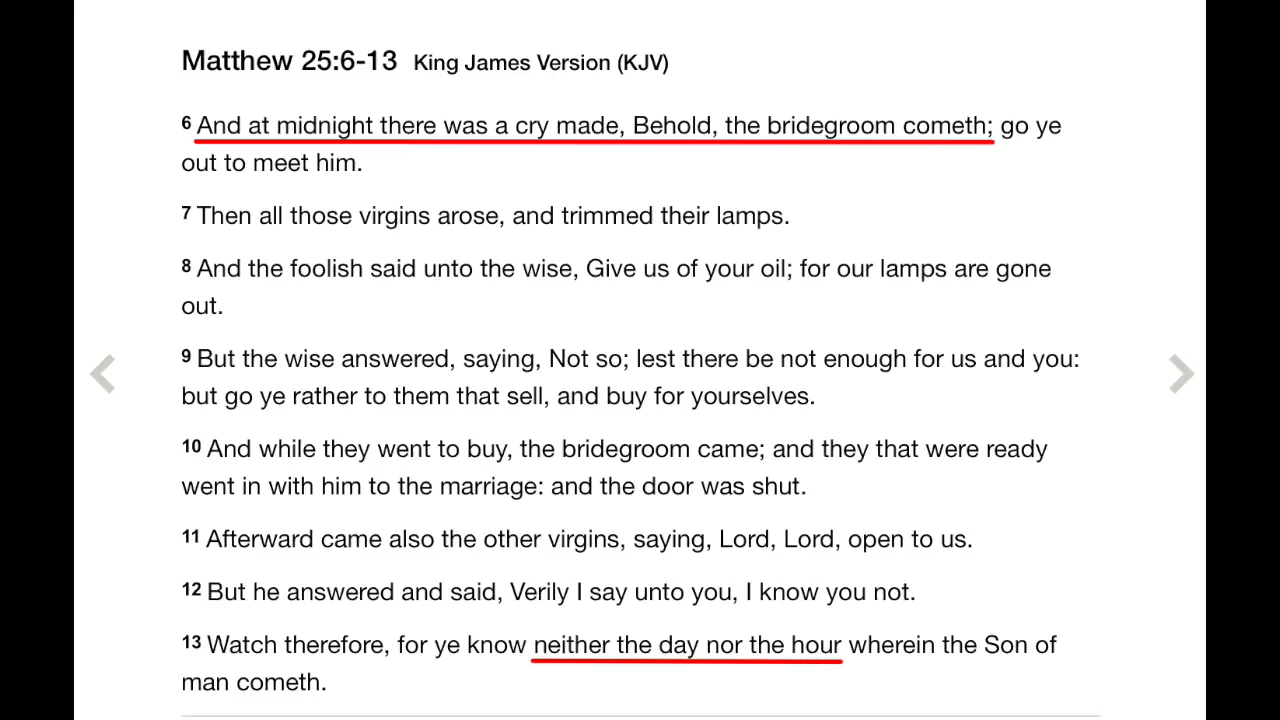 Matthew 25:6-13 King James Version (KJV)
6 And at midnight there was a cry made, Behold, the bridegroom cometh; go ye
out to meet him.
7 Then all those virgins arose, and trimmed their lamps.
8 And the foolish said unto the wise, Give us of your oil; for our lamps are gone
out.
9 But the wise answered, saying, Not so; lest there be not enough for us and you:
but go ye rather to them that sell, and buy for yourselves.
10 And while they went to buy, the bridegroom came; and they that were ready
went in with him to the marriage: and the door was shut.
11 Afterward came also the other virgins, saying, Lord, Lord, open to us.
12 But he answered and said, Verily I say unto you, I know you not.
13 Watch therefore, for ye know neither the day nor the hour wherein the Son of
man cometh.